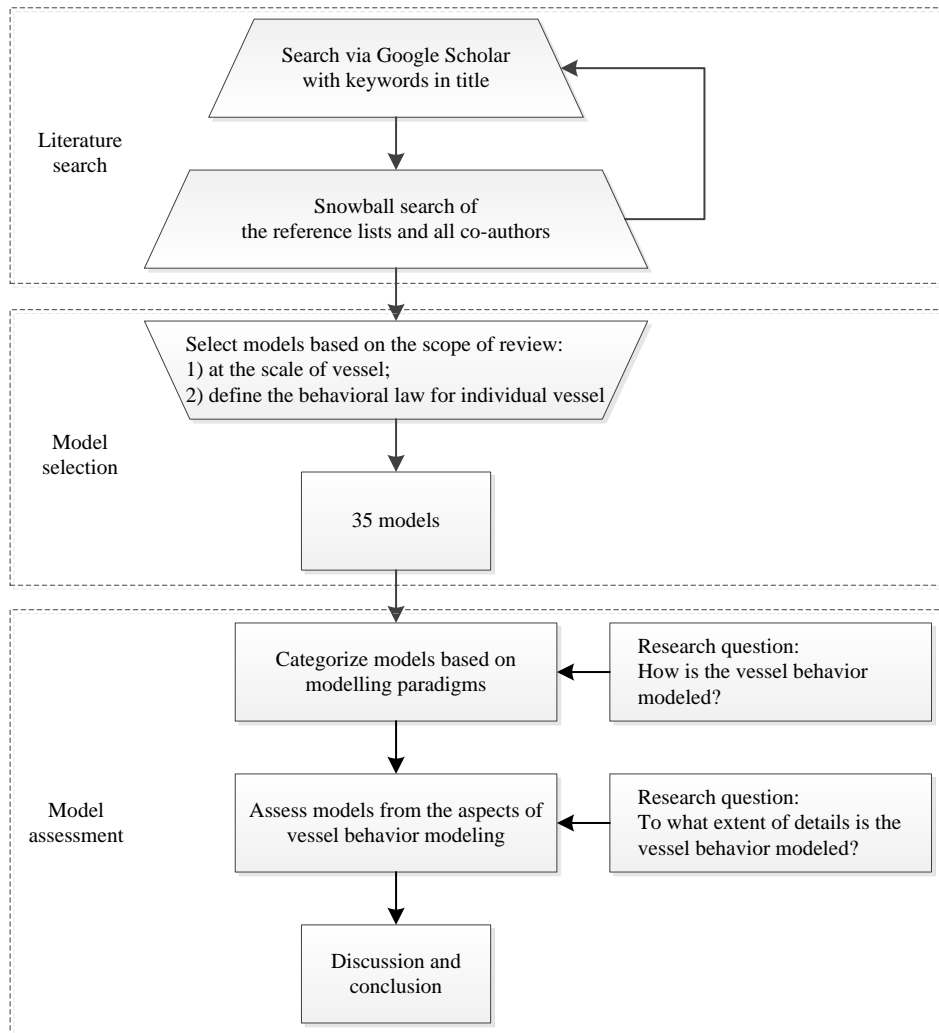 Search via Google Scholar
with keywords in title
Literature
search
Snowball search of
the reference lists and all co-authors
Select models based on the scope of review:
1) at the scale of vessel;
2) define the behavioral law for individual vessel
Model
selection
35 models
Categorize models based on
modelling paradigms
Research question:
How is the vessel behavior
modeled?
Model
assessment
Assess models from the aspects of
vessel behavior modeling
Research question:
To what extent of details is the
vessel behavior modeled?
Discussion and
conclusion